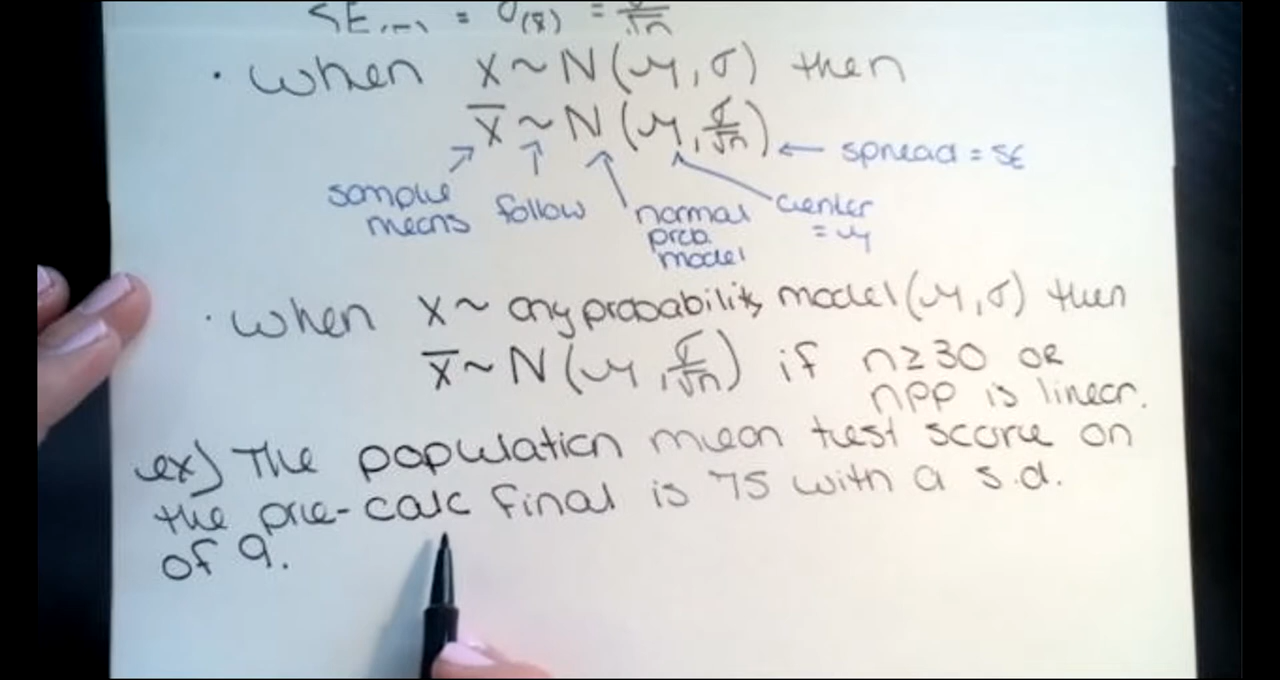 = σ(x̄) = σ/√n
· When X ~ N(μ, σ) then
X̄ ~ N(μ, σ/√n) ← spread = SE
sample means
follow
normal prob. model
center = μ
· When X ~ any probability model (μ, σ) then
X̄ ~ N(μ, σ/√n) if n ≥ 30 OR
NPP is linear.
ex) The population mean test score on
the pre-calc final is 75 with a s.d.
of 9.